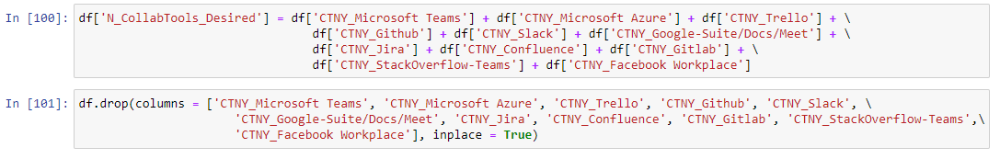 In [100]: df['N_CollabTools_Desired'] = df['CTNY_Microsoft Teams'] + df['CTNY_Microsoft Azure'] + df['CTNY_Trello'] + \
df['CTNY_Github'] + df['CTNY_Slack'] + df['CTNY_Google-Suite/Docs/Meet'] + \
df['CTNY_Jira'] + df['CTNY_Confluence'] + df['CTNY_Gitlab'] + \
df['CTNY_StackOverflow-Teams'] + df['CTNY_Facebook Workplace']
In [101]: df.drop(columns = ['CTNY_Microsoft Teams', 'CTNY_Microsoft Azure', 'CTNY_Trello', 'CTNY_Github', 'CTNY_Slack', \
'CTNY_Google-Suite/Docs/Meet', 'CTNY_Jira', 'CTNY_Confluence', 'CTNY_Gitlab', 'CTNY_StackOverflow-Teams',\
'CTNY_Facebook Workplace'], inplace = True)